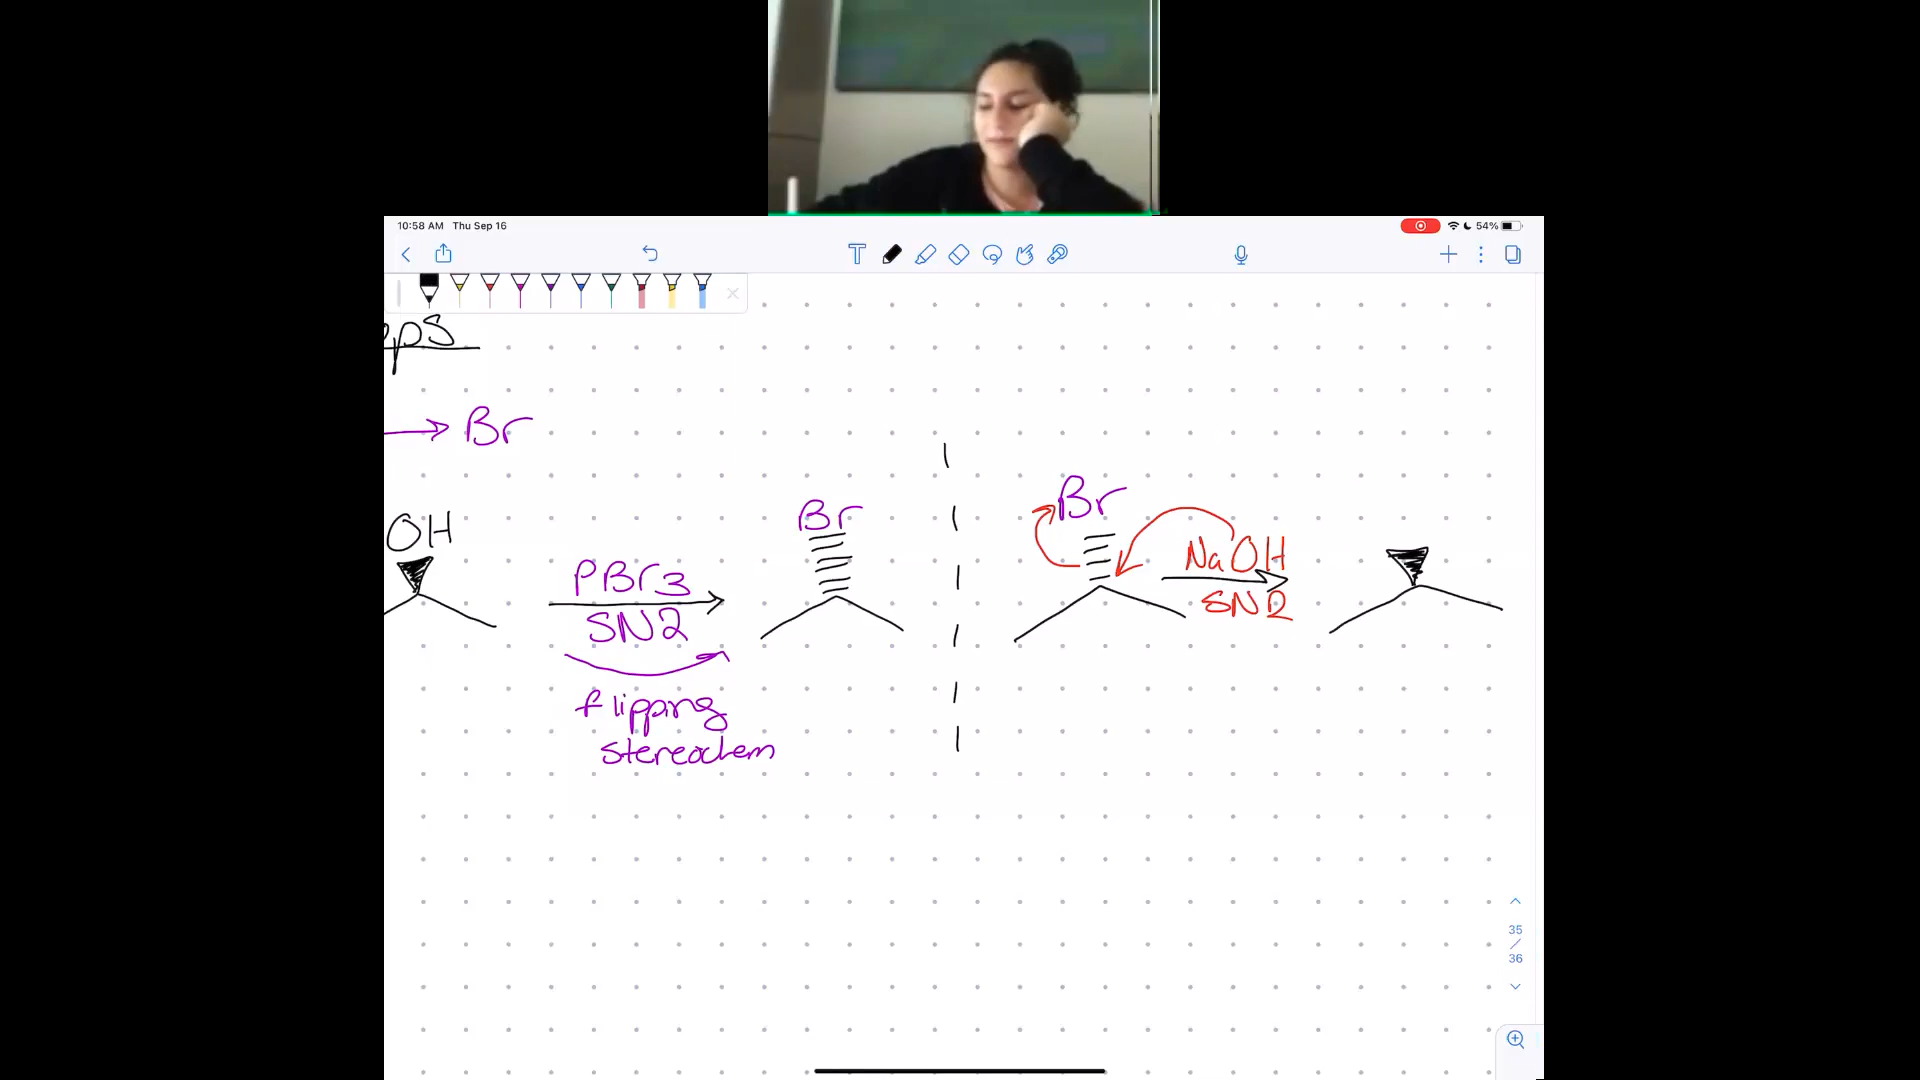 10:58 AM Thu Sep 16
54%
T
eps
→ Br
OH
PBr3
SN2
flipping
stereochem
Br
Br
NaOH
SN2
35
/
36